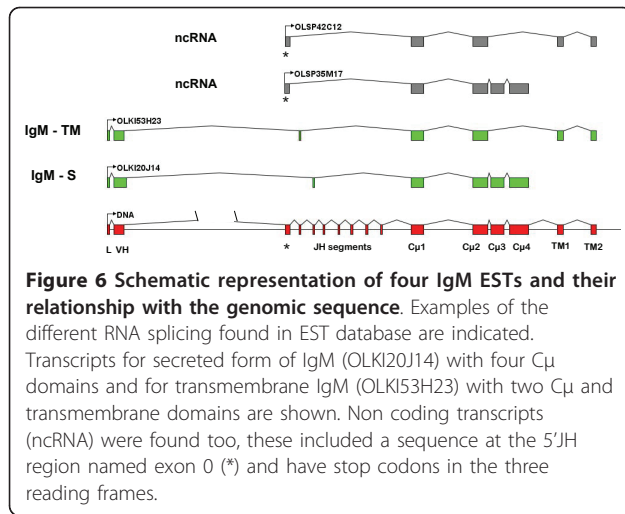 OLSP42C12
ncRNA
*
OLSP35M17
ncRNA
*
OLKI53H23
IgM - TM
OLKI20J14
IgM - S
DNA
L VH * JH segments Cµ1 Cµ2 Cµ3 Cµ4 TM1 TM2
Figure 6 Schematic representation of four IgM ESTs and their
relationship with the genomic sequence. Examples of the
different RNA splicing found in EST database are indicated.
Transcripts for secreted form of IgM (OLKI20J14) with four Cµ
domains and for transmembrane IgM (OLKI53H23) with two Cµ and
transmembrane domains are shown. Non coding transcripts
(ncRNA) were found too, these included a sequence at the 5'JH
region named exon 0 (*) and have stop codons in the three
reading frames.